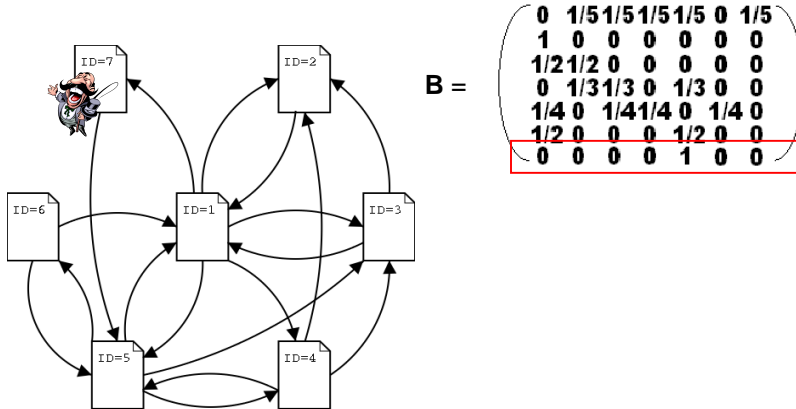 ID=7
ID=2
ID=6
ID=1
ID=3
ID=5
ID=4
B =
0 1/5 1/5 1/5 1/5 0 1/5
1 0 0 0 0 0 0
1/2 1/2 0 0 0 0 0
0 1/3 1/3 0 1/3 0 0
1/4 0 1/4 1/4 0 1/4 0
1/2 0 0 0 1/2 0 0
0 0 0 0 1 0 0